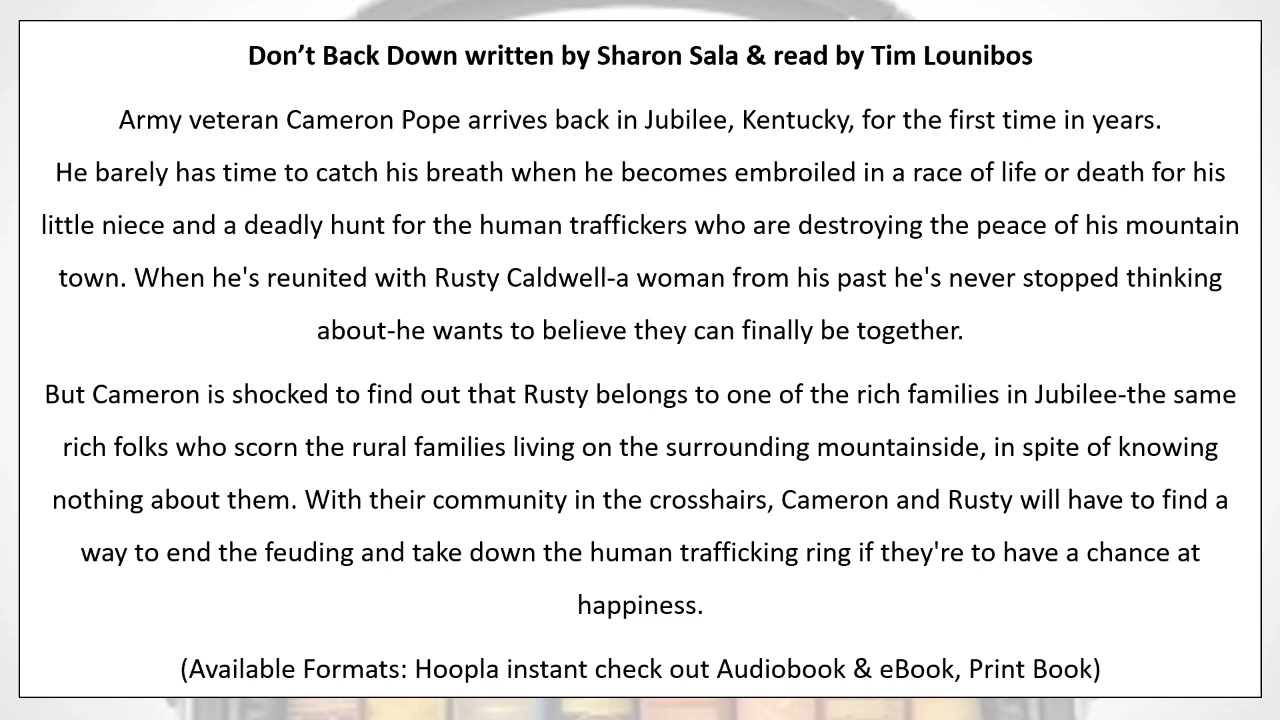 Don’t Back Down written by Sharon Sala & read by Tim Lounibos
Army veteran Cameron Pope arrives back in Jubilee, Kentucky, for the first time in years.
He barely has time to catch his breath when he becomes embroiled in a race of life or death for his
little niece and a deadly hunt for the human traffickers who are destroying the peace of his mountain
town. When he's reunited with Rusty Caldwell-a woman from his past he's never stopped thinking
about-he wants to believe they can finally be together.
But Cameron is shocked to find out that Rusty belongs to one of the rich families in Jubilee-the same
rich folks who scorn the rural families living on the surrounding mountainside, in spite of knowing
nothing about them. With their community in the crosshairs, Cameron and Rusty will have to find a
way to end the feuding and take down the human trafficking ring if they're to have a chance at
happiness.
(Available Formats: Hoopla instant check out Audiobook & eBook, Print Book)